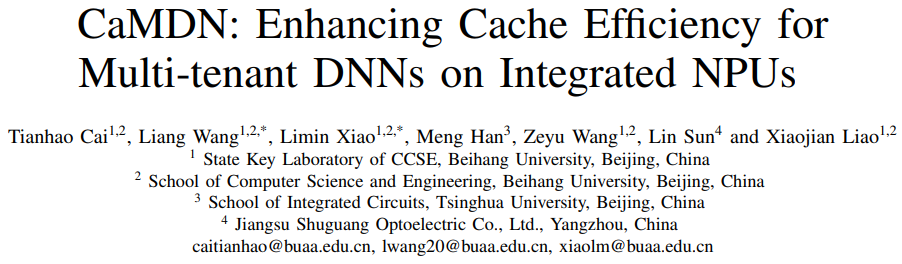 CaMDN: Enhancing Cache Efficiency for
Multi-tenant DNNs on Integrated NPUs
Tianhao Cai1,2, Liang Wang1,2,*, Limin Xiao1,2,*, Meng Han3, Zeyu Wang1,2, Lin Sun4 and Xiaojian Liao1,2
1 State Key Laboratory of CCSE, Beihang University, Beijing, China
2 School of Computer Science and Engineering, Beihang University, Beijing, China
3 School of Integrated Circuits, Tsinghua University, Beijing, China
4 Jiangsu Shuguang Optoelectric Co., Ltd., Yangzhou, China
caitianhao@buaa.edu.cn, lwang20@buaa.edu.cn, xiaolm@buaa.edu.cn